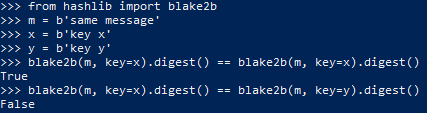 >>> from hashlib import blake2b
>>> m = b'same message'
>>> x = b'key x'
>>> y = b'key y'
>>> blake2b(m, key=x).digest() == blake2b(m, key=x).digest()
True
>>> blake2b(m, key=x).digest() == blake2b(m, key=y).digest()
False